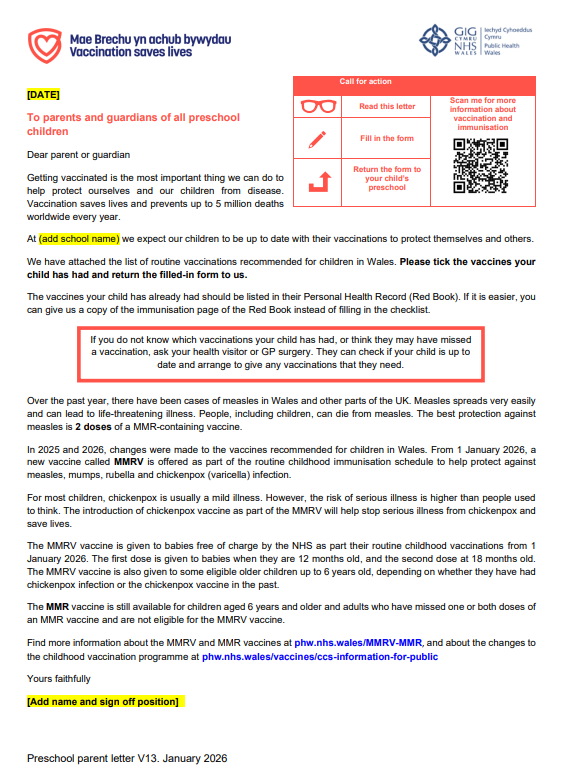 Mae Brechu yn achub bywydau
Vaccination saves lives
GIG
CYMRU
NHS
WALES
Iechyd Cyhoeddus
Cymru
Public Health
Wales
[DATE]
To parents and guardians of all preschool
children
Dear parent or guardian
Getting vaccinated is the most important thing we can do to
help protect ourselves and our children from disease.
Vaccination saves lives and prevents up to 5 million deaths
worldwide every year.
Call for action
Read this letter
Fill in the form
Return the form to
your child's
preschool
Scan me for more
information about
vaccination and
immunisation
At (add school name) we expect our children to be up to date with their vaccinations to protect themselves and others.
We have attached the list of routine vaccinations recommended for children in Wales. Please tick the vaccines your
child has had and return the filled-in form to us.
The vaccines your child has already had should be listed in their Personal Health Record (Red Book). If it is easier, you
can give us a copy of the immunisation page of the Red Book instead of filling in the checklist.
If you do not know which vaccinations your child has had, or think they may have missed
a vaccination, ask your health visitor or GP surgery. They can check if your child is up to
date and arrange to give any vaccinations that they need.
Over the past year, there have been cases of measles in Wales and other parts of the UK. Measles spreads very easily
and can lead to life-threatening illness. People, including children, can die from measles. The best protection against
measles is 2 doses of a MMR-containing vaccine.
In 2025 and 2026, changes were made to the vaccines recommended for children in Wales. From 1 January 2026, a
new vaccine called MMRV is offered as part of the routine childhood immunisation schedule to help protect against
measles, mumps, rubella and chickenpox (varicella) infection.
For most children, chickenpox is usually a mild illness. However, the risk of serious illness is higher than people used
to think. The introduction of chickenpox vaccine as part of the MMRV will help stop serious illness from chickenpox and
save lives.
The MMRV vaccine is given to babies free of charge by the NHS as part their routine childhood vaccinations from 1
January 2026. The first dose is given to babies when they are 12 months old, and the second dose at 18 months old.
The MMRV vaccine is also given to some eligible older children up to 6 years old, depending on whether they have had
chickenpox infection or the chickenpox vaccine in the past.
The MMR vaccine is still available for children aged 6 years and older and adults who have missed one or both doses of
an MMR vaccine and are not eligible for the MMRV vaccine.
Find more information about the MMRV and MMR vaccines at phw.nhs.wales/MMRV-MMR, and about the changes to
the childhood vaccination programme at phw.nhs.wales/vaccines/ccs-information-for-public
Yours faithfully
[Add name and sign off position]
Preschool parent letter V13. January 2026